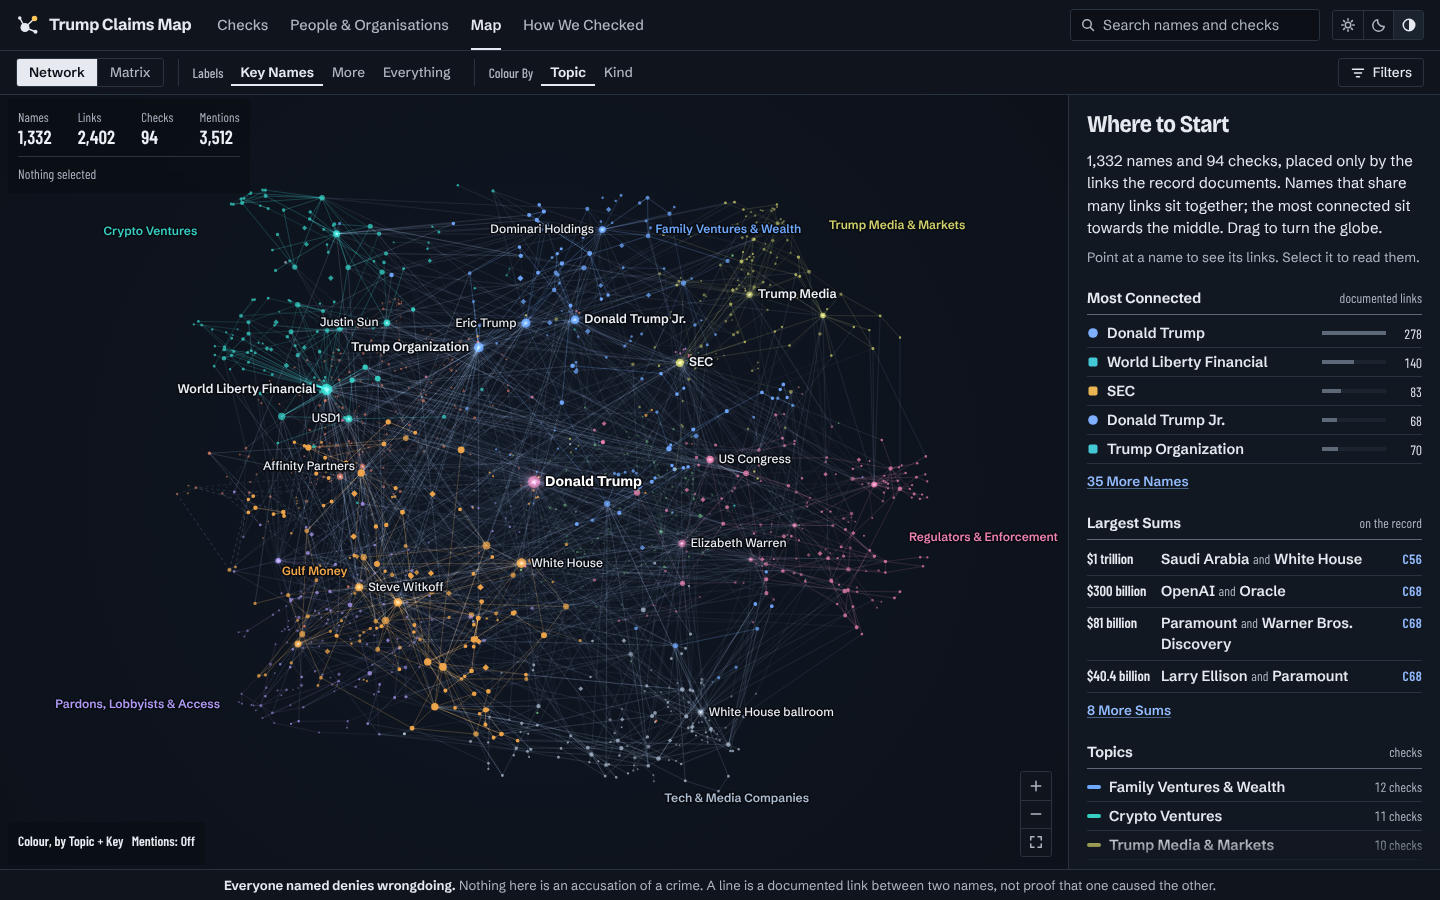 Trump Claims Map
Checks
People & Organisations
Map
How We Checked
Search names and checks
Network
Matrix
Labels
Key Names
More
Everything
Colour By
Topic
Kind
Filters
Names
Links
Checks
Mentions
1,332
2,402
94
3,512
Nothing selected
Crypto Ventures
Dominari Holdings
Family Ventures & Wealth
Trump Media & Markets
Trump Media
Justin Sun
Eric Trump
Donald Trump Jr.
Trump Organization
SEC
World Liberty Financial
USD1
Affinity Partners
US Congress
Donald Trump
Regulators & Enforcement
Elizabeth Warren
White House
Gulf Money
Steve Witkoff
Pardons, Lobbyists & Access
White House ballroom
Tech & Media Companies
Colour, by Topic + Key
Mentions: Off
Where to Start
1,332 names and 94 checks, placed only by the
links the record documents. Names that share
many links sit together; the most connected sit
towards the middle. Drag to turn the globe.
Point at a name to see its links. Select it to read them.
Most Connected
documented links
Donald Trump
278
World Liberty Financial
140
SEC
83
Donald Trump Jr.
68
Trump Organization
70
35 More Names
Largest Sums
on the record
$1 trillion
Saudi Arabia and White House
C56
$300 billion
OpenAI and Oracle
C68
$81 billion
Paramount and Warner Bros.
Discovery
C68
$40.4 billion
Larry Ellison and Paramount
C68
8 More Sums
Topics
checks
Family Ventures & Wealth
12 checks
Crypto Ventures
11 checks
Trump Media & Markets
10 checks
Everyone named denies wrongdoing. Nothing here is an accusation of a crime. A line is a documented link between two names, not proof that one caused the other.